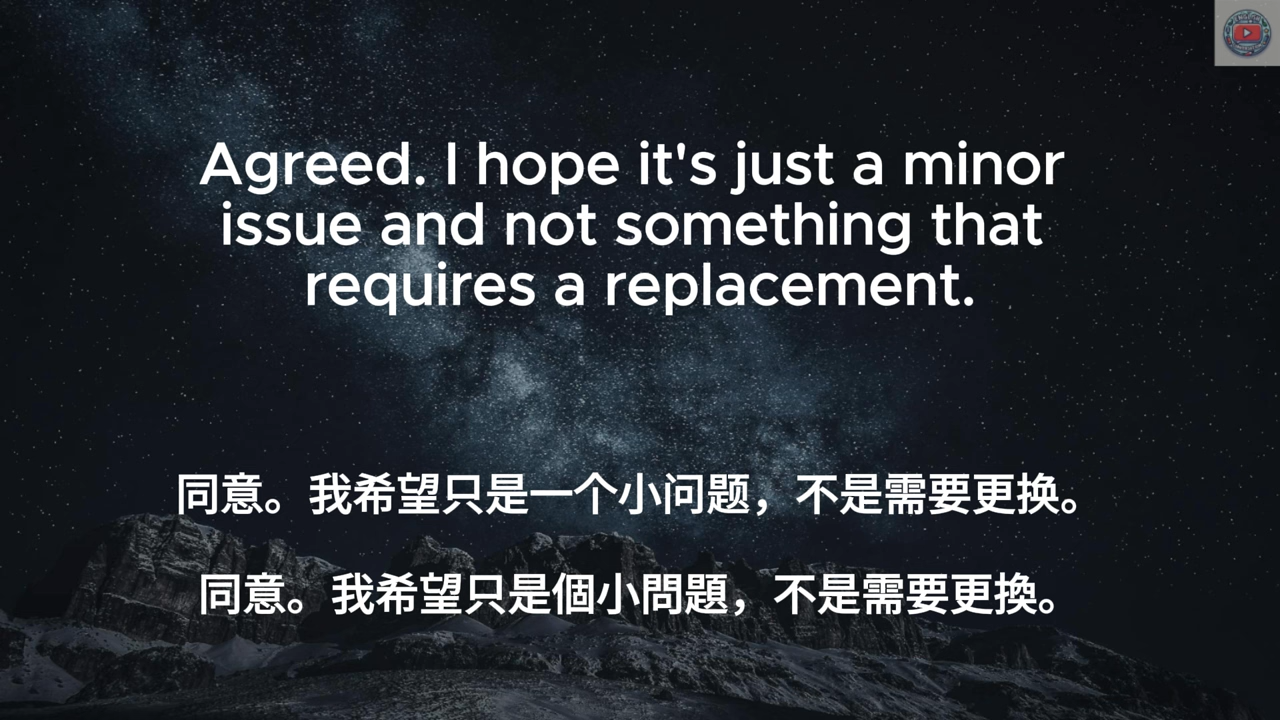 Agreed. I hope it's just a minor
issue and not something that
requires a replacement.
同意。我希望只是一个小问题，不是需要更换。
同意。我希望只是個小問題，不是需要更換。